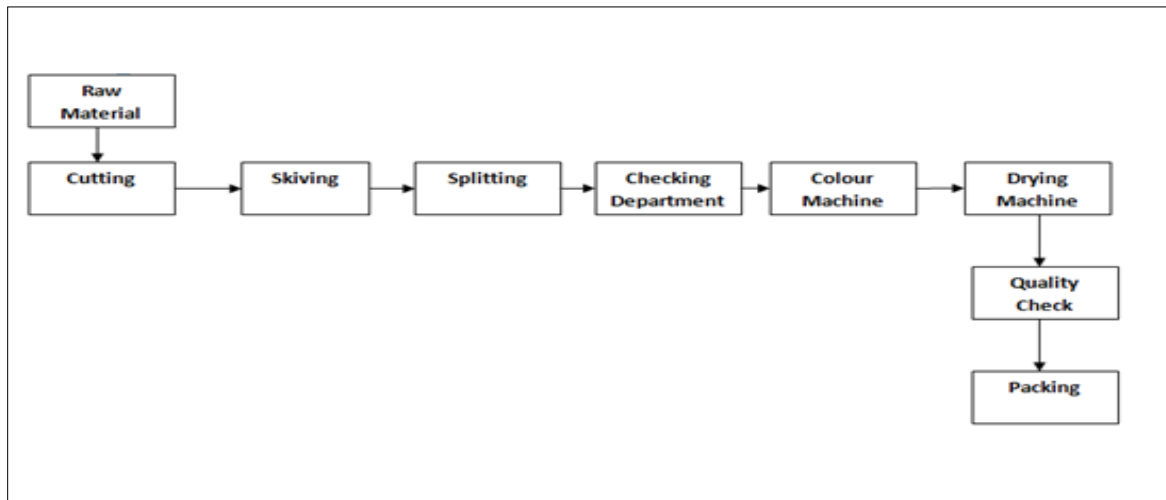 Raw
Material
Cutting
Skiving
Splitting
Checking
Department
Colour
Machine
Drying
Machine
Quality
Check
Packing